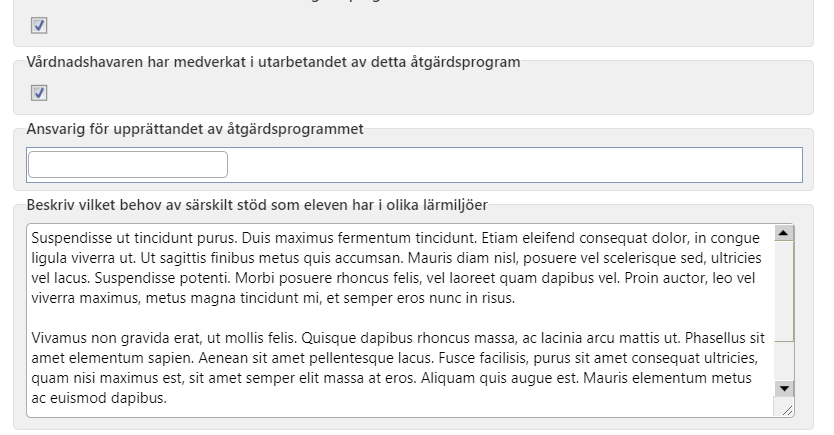 Vårdnadshavaren har medverkat i utarbetandet av detta åtgärdsprogram
Ansvarig för upprättandet av åtgärdsprogrammet
Beskriv vilket behov av särskilt stöd som eleven har i olika lärmiljöer
Suspendisse ut tincidunt purus. Duis maximus fermentum tincidunt. Etiam eleifend consequat dolor, in congue
ligula viverra ut. Ut sagittis finibus metus quis accumsan. Mauris diam nisl, posuere vel scelerisque sed, ultricies
vel lacus. Suspendisse potenti. Morbi posuere rhoncus felis, vel laoreet quam dapibus vel. Proin auctor, leo vel
viverra maximus, metus magna tincidunt mi, et semper eros nunc in risus.
Vivamus non gravida erat, ut mollis felis. Quisque dapibus rhoncus massa, ac lacinia arcu mattis ut. Phasellus sit
amet elementum sapien. Aenean sit amet pellentesque lacus. Fusce facilisis, purus sit amet consequat ultricies,
quam nisi maximus est, sit amet semper elit massa at eros. Aliquam quis augue est. Mauris elementum metus
ac euismod dapibus.